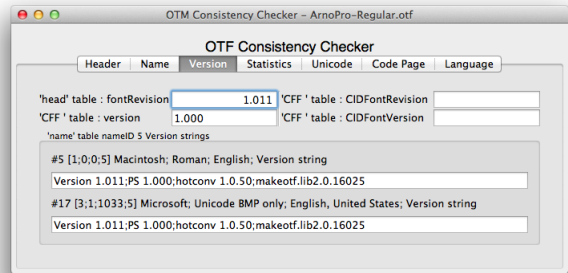 OTM Consistency Checker - ArnoPro-Regular.otf
OTF Consistency Checker
Header Name Version Statistics Unicode Code Page Language
'head' table : fontRevision 1.011 'CFF ' table : CIDFontRevision
'CFF ' table : version 1.000 'CFF ' table : CIDFontVersion
'name' table nameID 5 Version strings
#5 [1;0;0;5] Macintosh; Roman; English; Version string
Version 1.011;PS 1.000;hotconv 1.0.50;makeotf.lib2.0.16025
#17 [3;1;1033;5] Microsoft; Unicode BMP only; English, United States; Version string
Version 1.011;PS 1.000;hotconv 1.0.50;makeotf.lib2.0.16025